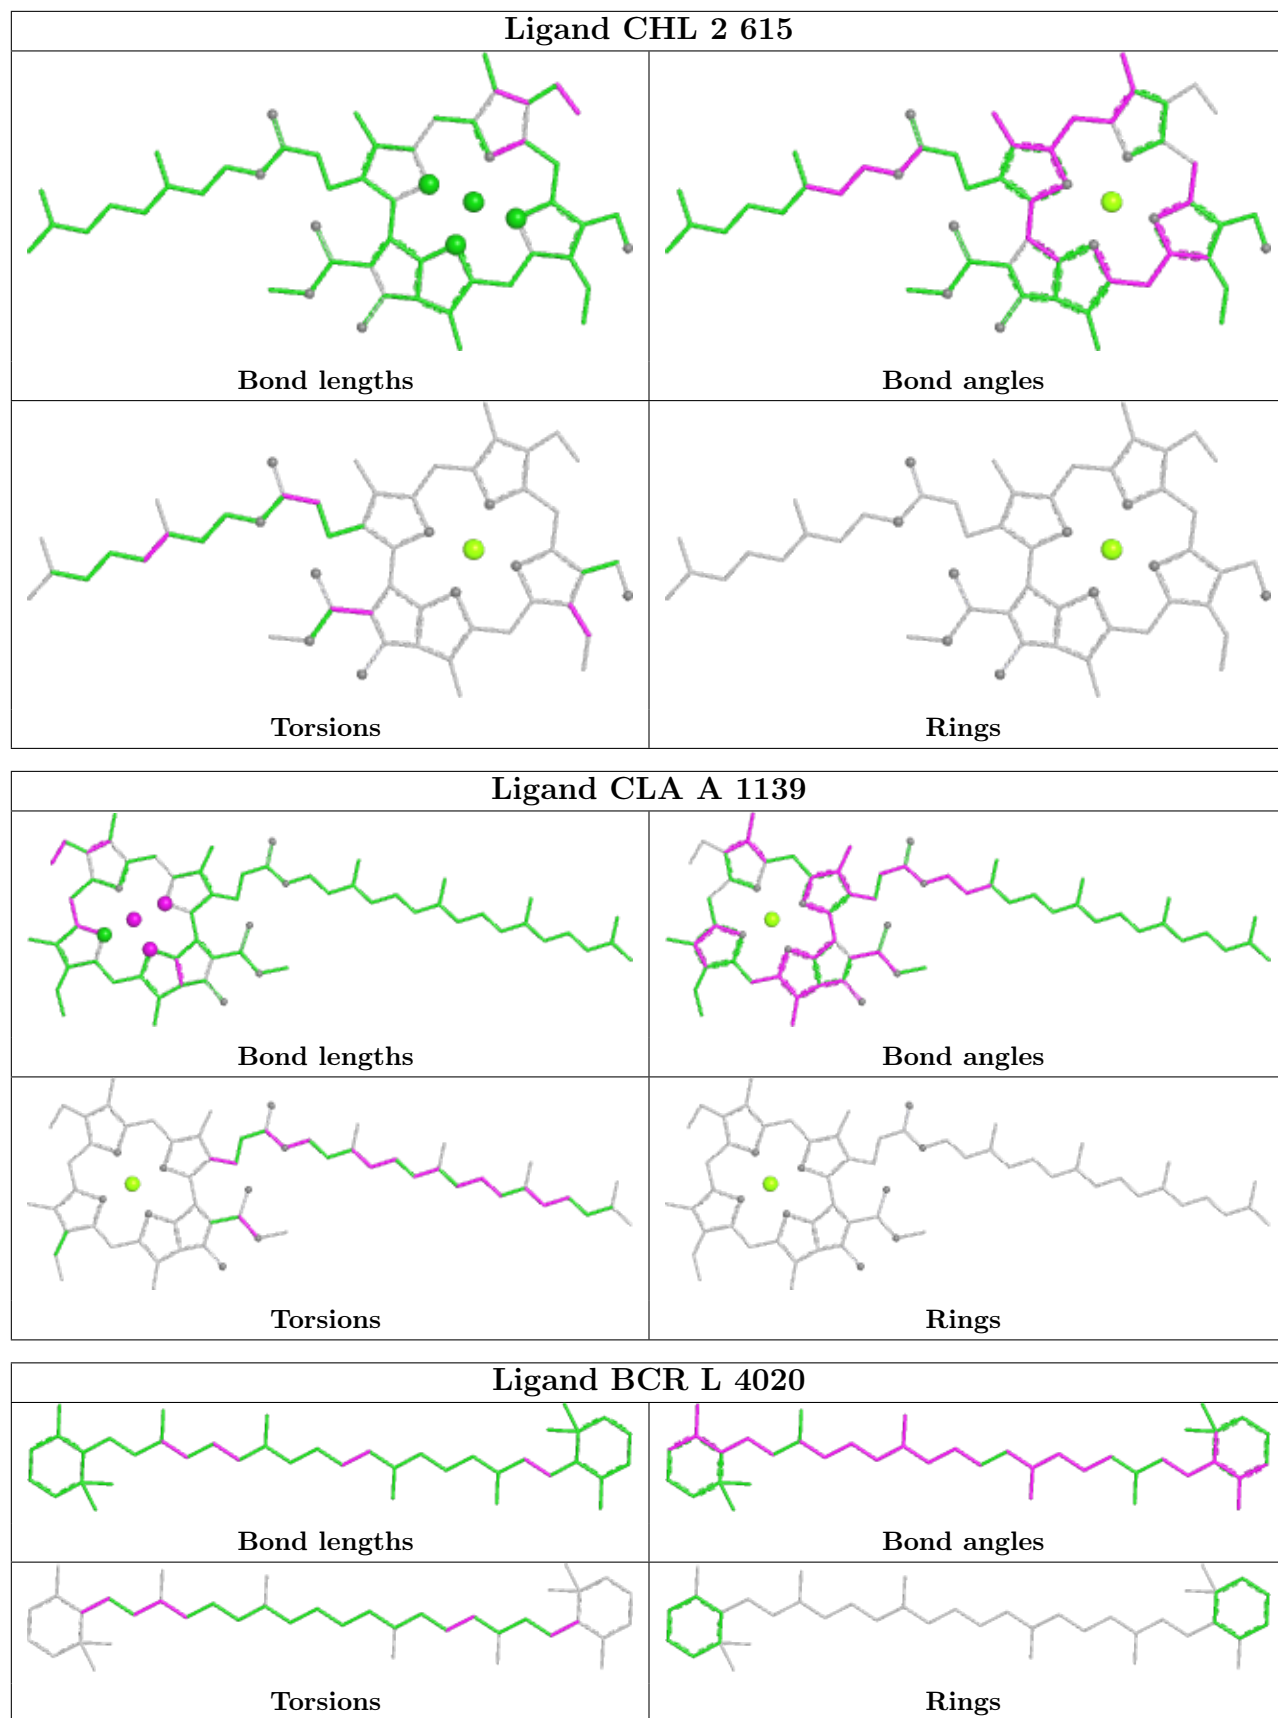 Ligand CHL 2 615
Bond lengths
Bond angles
Torsions
Rings
Ligand CLA A 1139
Bond lengths
Bond angles
Torsions
Rings
Ligand BCR L 4020
Bond lengths
Bond angles
Torsions
Rings